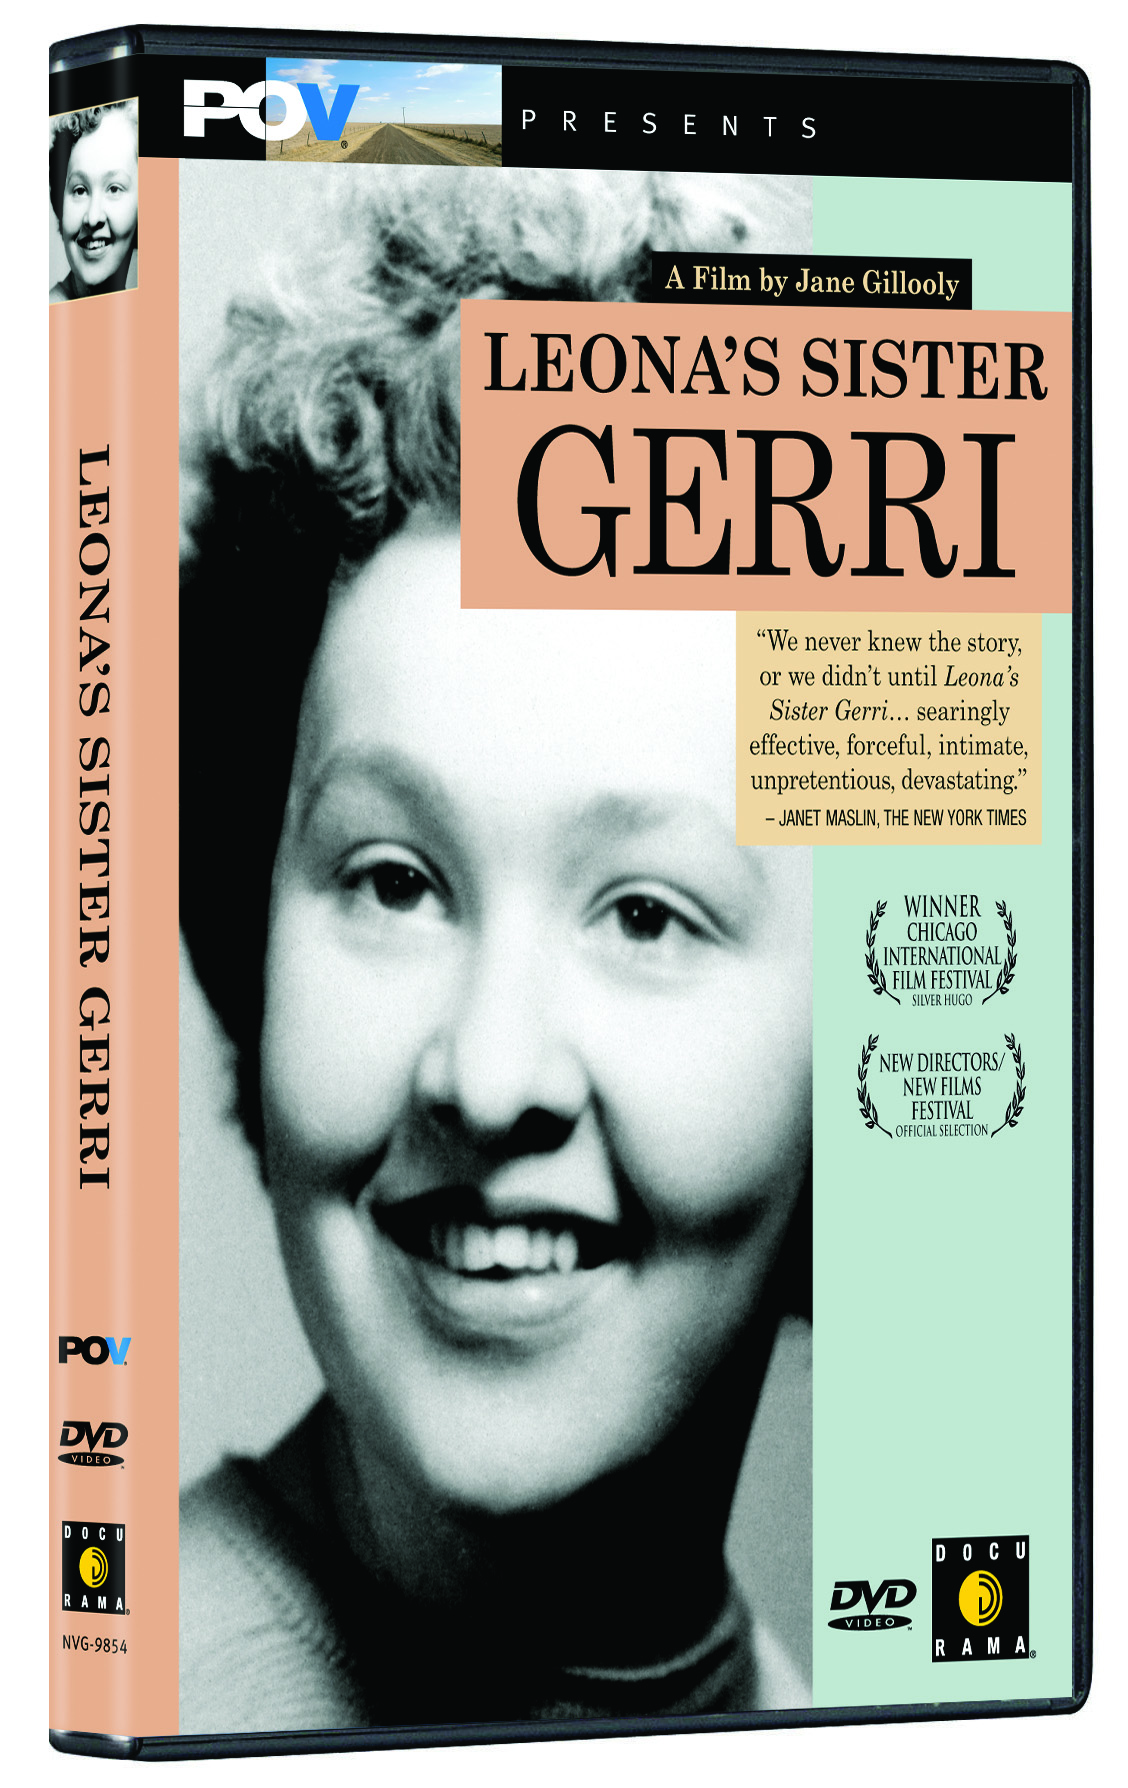 POV PRESENTS
A Film by Jane Gillooly
LEONA'S SISTER
GERRI
“We never knew the story,
or we didn't until Leona's
Sister Gerri… searingly
effective, forceful, intimate,
unpretentious, devastating.”
– JANET MASLIN, THE NEW YORK TIMES
WINNER
CHICAGO
INTERNATIONAL
FILM FESTIVAL
SILVER HUGO
NEW DIRECTORS/
NEW FILMS
FESTIVAL
OFFICIAL SELECTION
DVD
VIDEO
DOCU
RAMA
LEONA'S SISTER GERRI
POV
DVD
VIDEO
DOCU
RAMA
NVG-9854